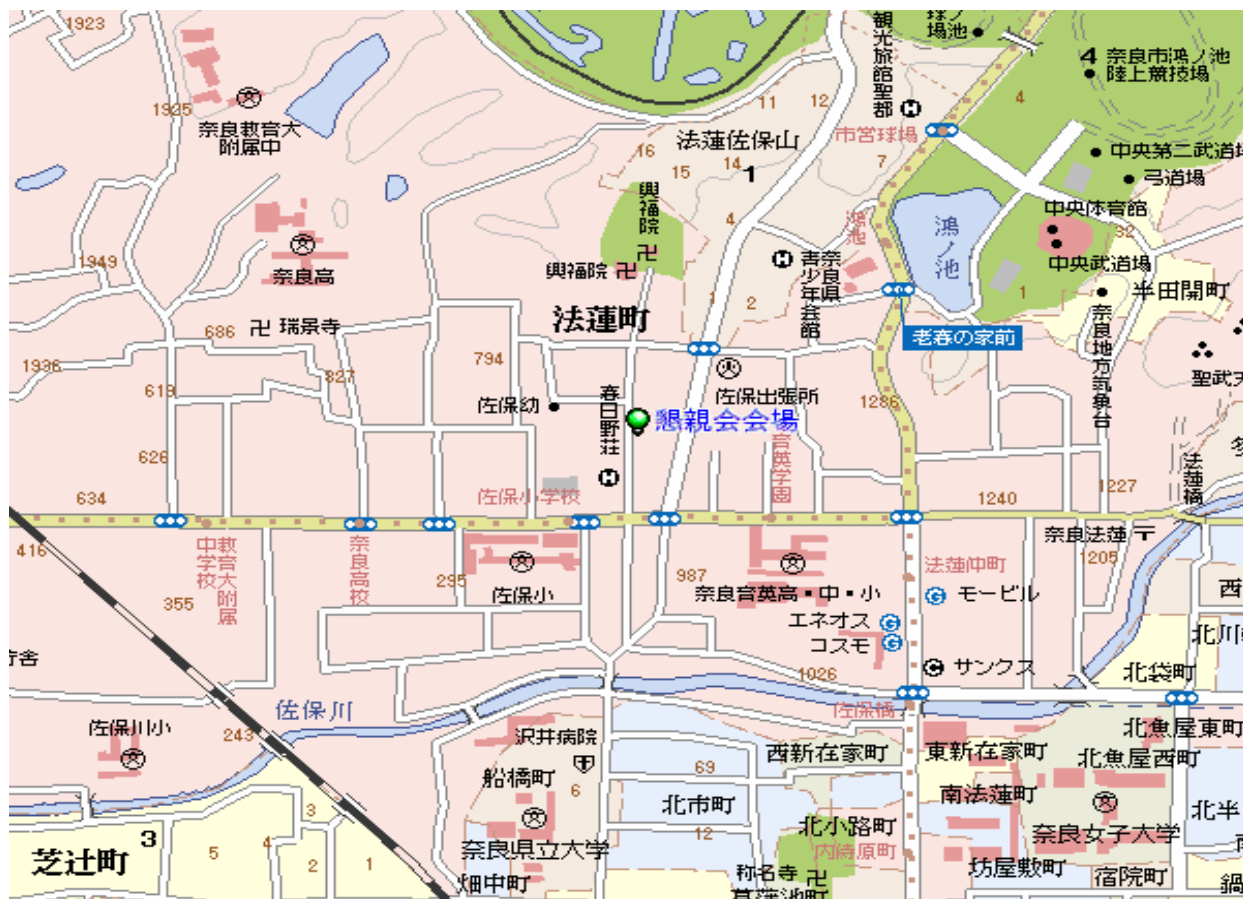 1923
球場
場池
観光旅館聖都
4
奈良市鴻ノ池
陸上競技場
1925
奈良教育大
附属中
11
12
4
法蓮佐保山
市営球場
16
15
14
1
7
中央第二武道場
弓道場
興福院
鴻池
鴻ノ池
中央体育館
32
4
奈良高
1949
興福院
奈良県
青少年会館
中央武道場
1
2
1
半田開町
法蓮町
686
瑞景寺
老春の家前
奈良地方気象台
1936
794
聖武天
619
827
佐保幼
春日野荘
佐保出張所
1286
懇親会会場
626
育英学園
法蓮橋
634
佐保小学校
1240
1227
416
教育大附属
中学校
奈良高校
奈良法蓮
295
987
法蓮仲町
1205
355
佐保小
奈良育英高・中・小
モービル
西
エネオス
コスモ
北川
庁舎
サンクス
北袋町
1026
佐保川
佐保橋
佐保川小
243
沢井病院
西新在家町
東新在家町
北魚屋東町
北魚屋西町
船橋町
69
6
北市町
南法蓮町
3
北半
芝辻町
3
5
4
2
1
奈良県立大学
12
北小路町
内侍原町
奈良女子大学
畑中町
称名寺
菖蒲池町
坊屋敷町
宿院町
鍋